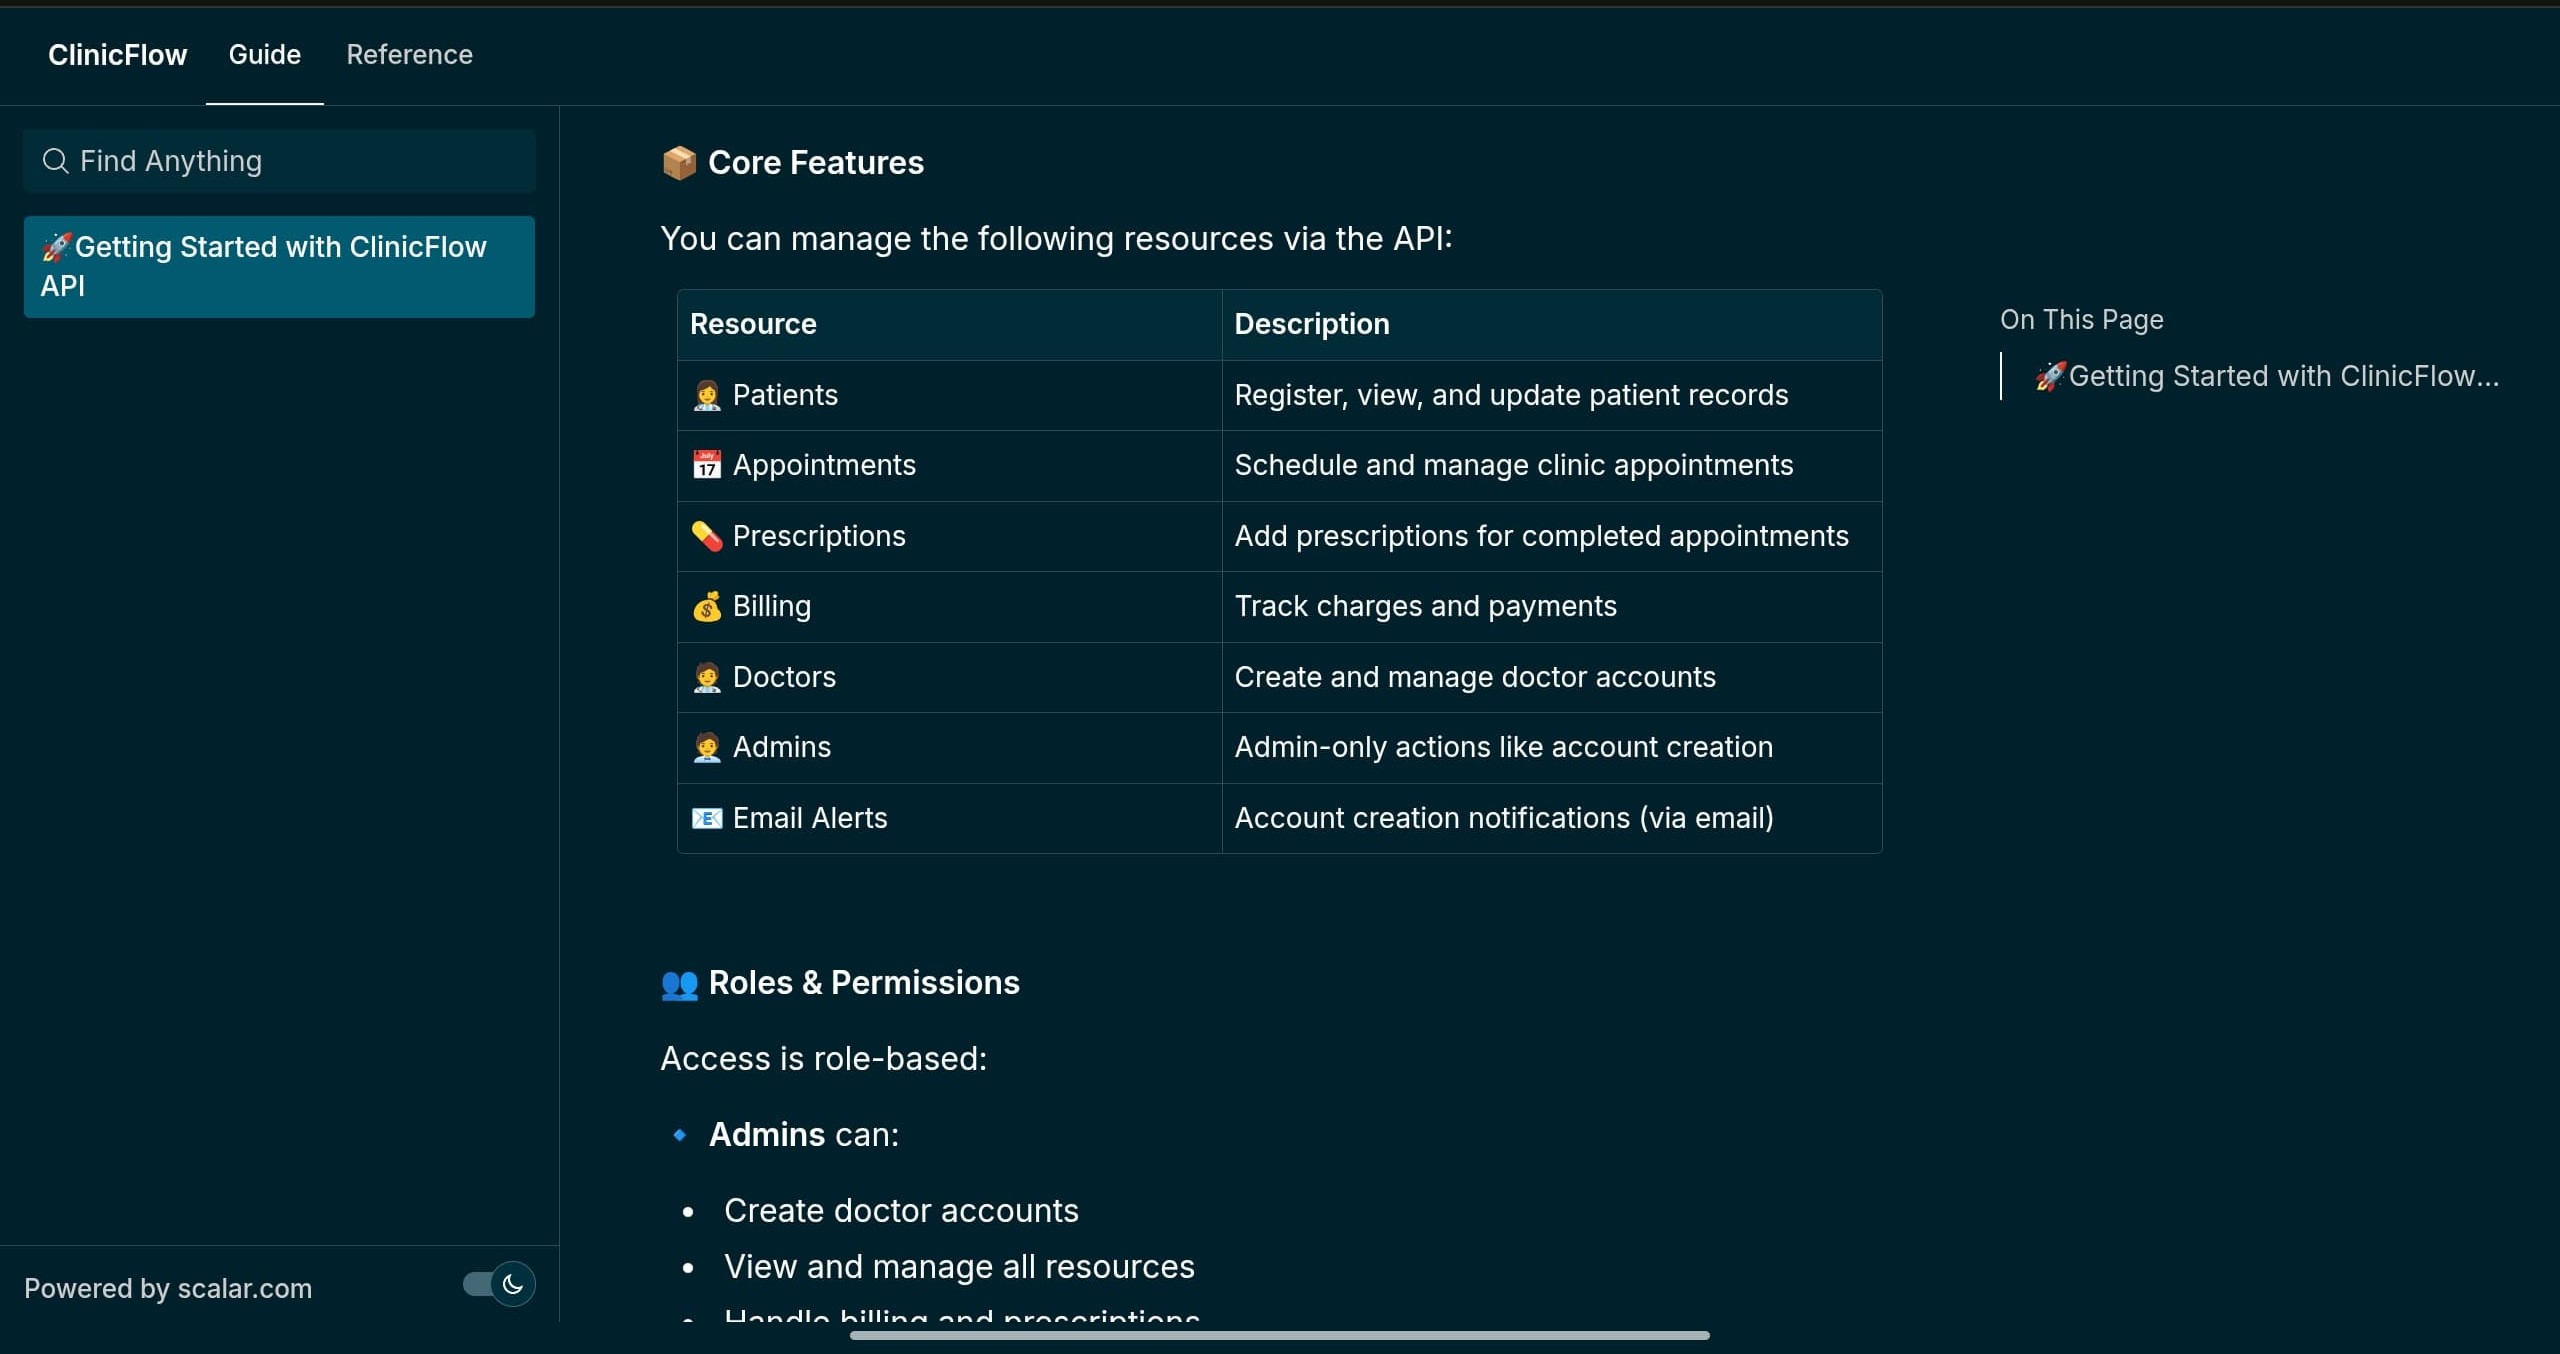 ClinicFlow Guide Reference
Find Anything
🚀Getting Started with ClinicFlow
API
📦 Core Features
You can manage the following resources via the API:
Resource Description
👩‍⚕️ Patients Register, view, and update patient records
📅 Appointments Schedule and manage clinic appointments
💊 Prescriptions Add prescriptions for completed appointments
💰 Billing Track charges and payments
🧑‍⚕️ Doctors Create and manage doctor accounts
🧑‍💼 Admins Admin-only actions like account creation
📧 Email Alerts Account creation notifications (via email)
👥 Roles & Permissions
Access is role-based:
🔹 Admins can:
• Create doctor accounts
• View and manage all resources
• Handle billing and prescriptions
On This Page
🚀Getting Started with ClinicFlow...
Powered by scalar.com